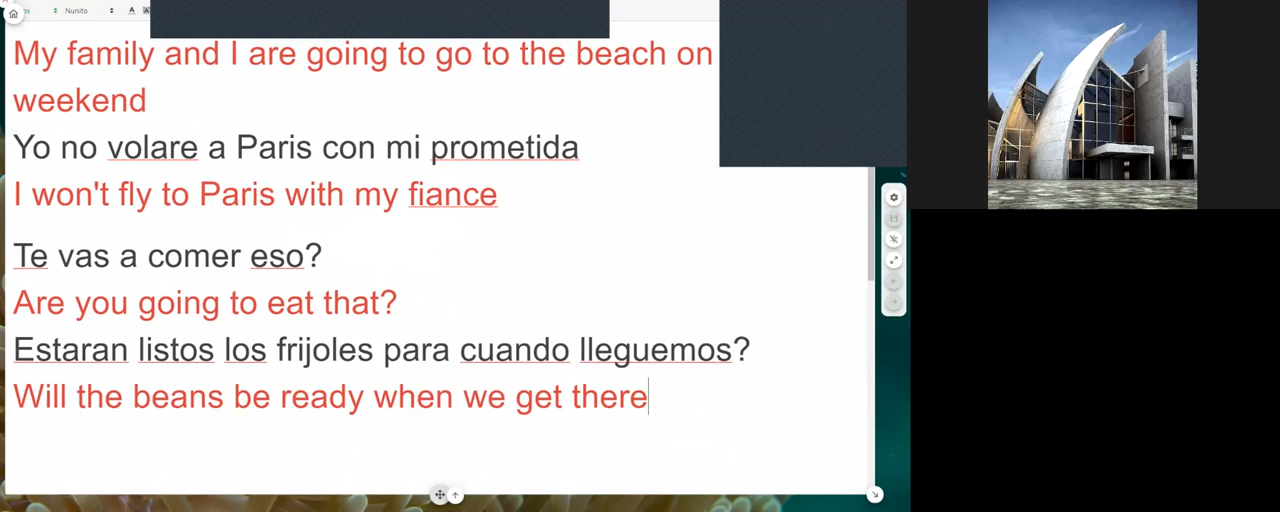 Nunito
My family and I are going to go to the beach on
weekend
Yo no volare a Paris con mi prometida
I won't fly to Paris with my fiance
Te vas a comer eso?
Are you going to eat that?
Estaran listos los frijoles para cuando lleguemos?
Will the beans be ready when we get there